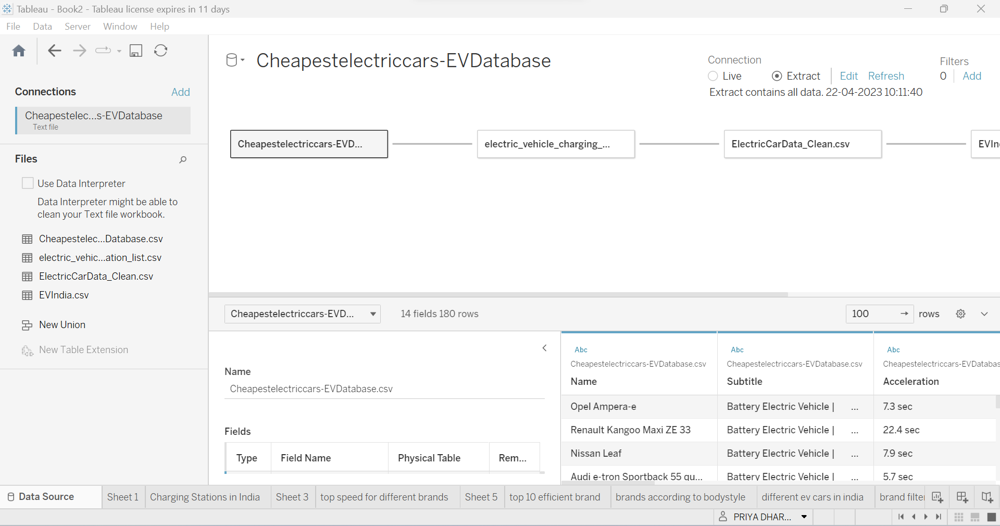 Tableau - Book2 - Tableau license expires in 11 days
File Data Server Window Help
Connections Add
Cheapestelec...s-EVDatabase
Text file
Files
Use Data Interpreter
Data Interpreter might be able to
clean your Text file workbook.
Cheapestelec...Database.csv
electric_vehic...ation_list.csv
ElectricCarData_Clean.csv
EVIndia.csv
New Union
New Table Extension
Cheapestelectriccars-EVDatabase
Connection
Live Extract Edit Refresh
Extract contains all data. 22-04-2023 10:11:40
Filters
0 Add
Cheapestelectriccars-EVD... electric_vehicle_charging_... ElectricCarData_Clean.csv EVIn
Cheapestelectriccars-EVD... 14 fields 180 rows 100 rows
Name
Cheapestelectriccars-EVDatabase.csv
Fields
Type Field Name Physical Table Rem...
Abc Abc Abc
Cheapestelectriccars-EVDatabase.csv Cheapestelectriccars-EVDatabase.csv Cheapestelectriccars-EVDatabas
Name Subtitle Acceleration
Opel Ampera-e Battery Electric Vehicle | ... 7.3 sec
Renault Kangoo Maxi ZE 33 Battery Electric Vehicle | ... 22.4 sec
Nissan Leaf Battery Electric Vehicle | ... 7.9 sec
Audi e-tron Sportback 55 qu... Battery Electric Vehicle | ... 5.7 sec
Data Source Sheet 1 Charging Stations in India Sheet 3 top speed for different brands Sheet 5 top 10 efficient brand brands according to bodystyle different ev cars in india brand filter
PRIYA DHAR...